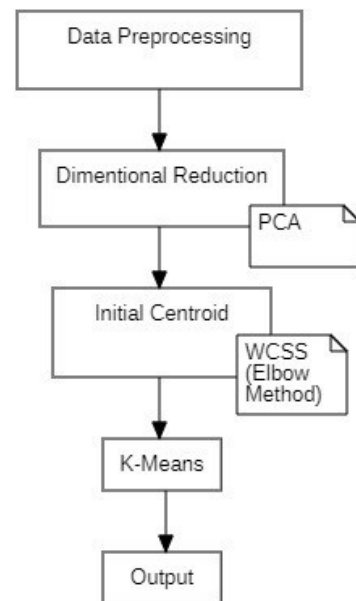 Data Preprocessing
Dimentional Reduction
PCA
Initial Centroid
WCSS
(Elbow
Method)
K-Means
Output